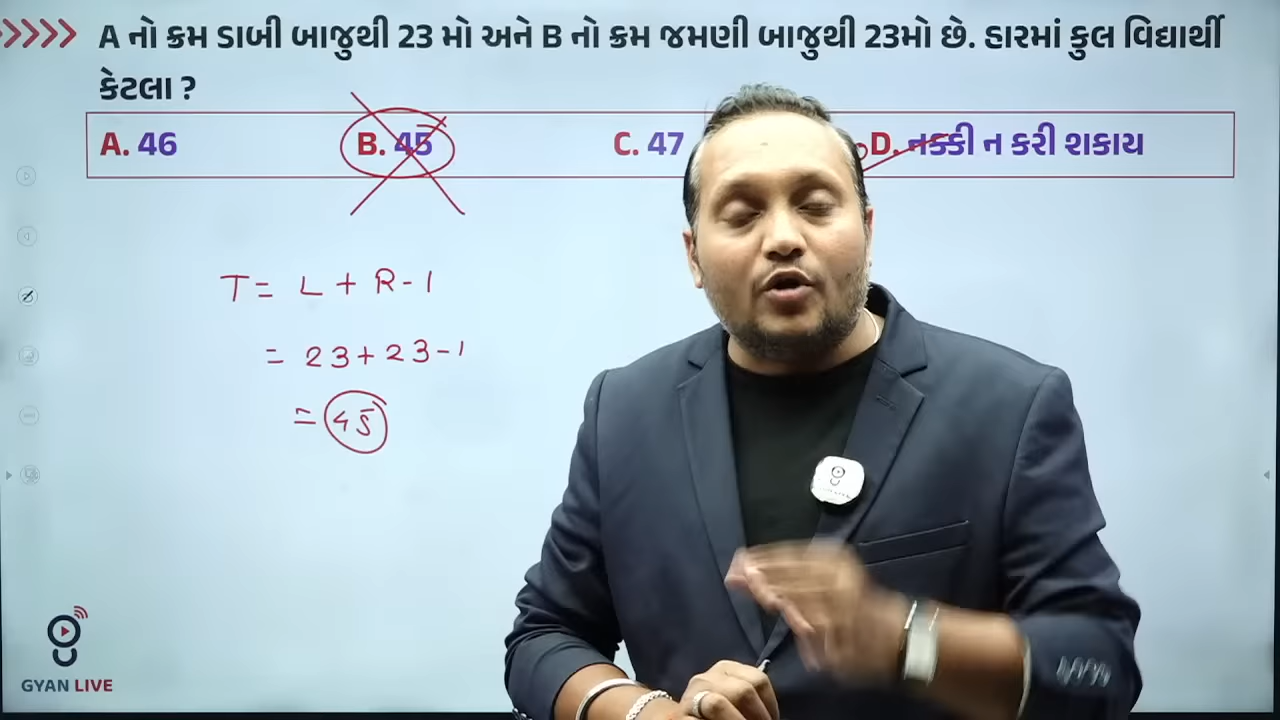 A નો ક્રમ ડાબી બાજુથી 23 મો અને B નો ક્રમ જમણી બાજુથી 23મો છે. હારમાં કુલ વિદ્યાર્થી
કેટલા ?
A. 46 B. 45 C. 47 D. નક્કી ન કરી શકાય
T = L + R - 1
= 23 + 23 - 1
= 45
GYAN LIVE